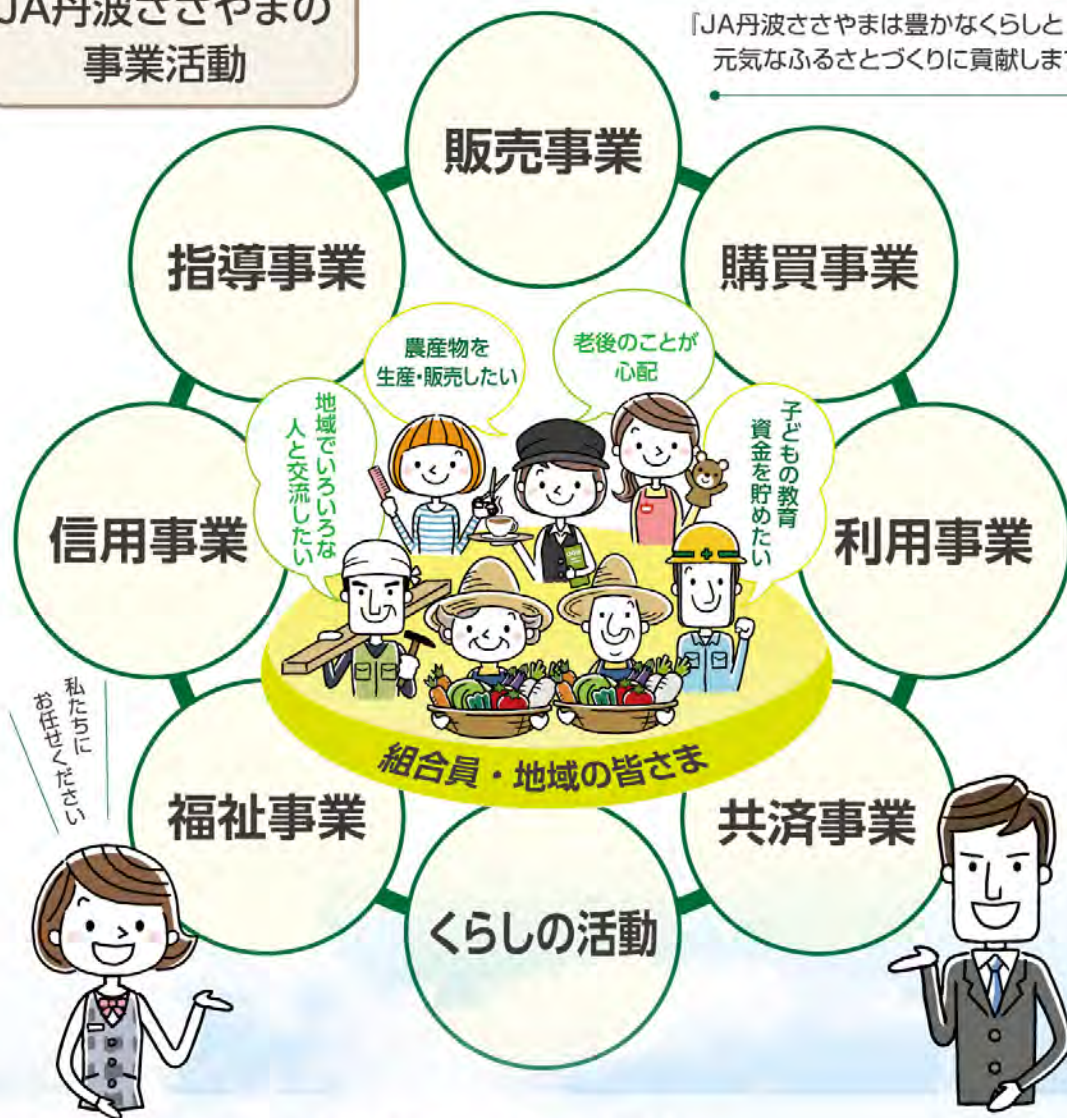 JA丹波ささやまの
事業活動
『JA丹波ささやまは豊かなくらしと
元気なふるさとづくりに貢献しま
販売事業
指導事業
購買事業
農産物を
生産・販売したい
老後のことが
心配
地域でいろいろな
人と交流したい
子どもの教育
資金を貯めたい
信用事業
利用事業
組合員・地域の皆さま
私たちに
お任せください
福祉事業
共済事業
くらしの活動